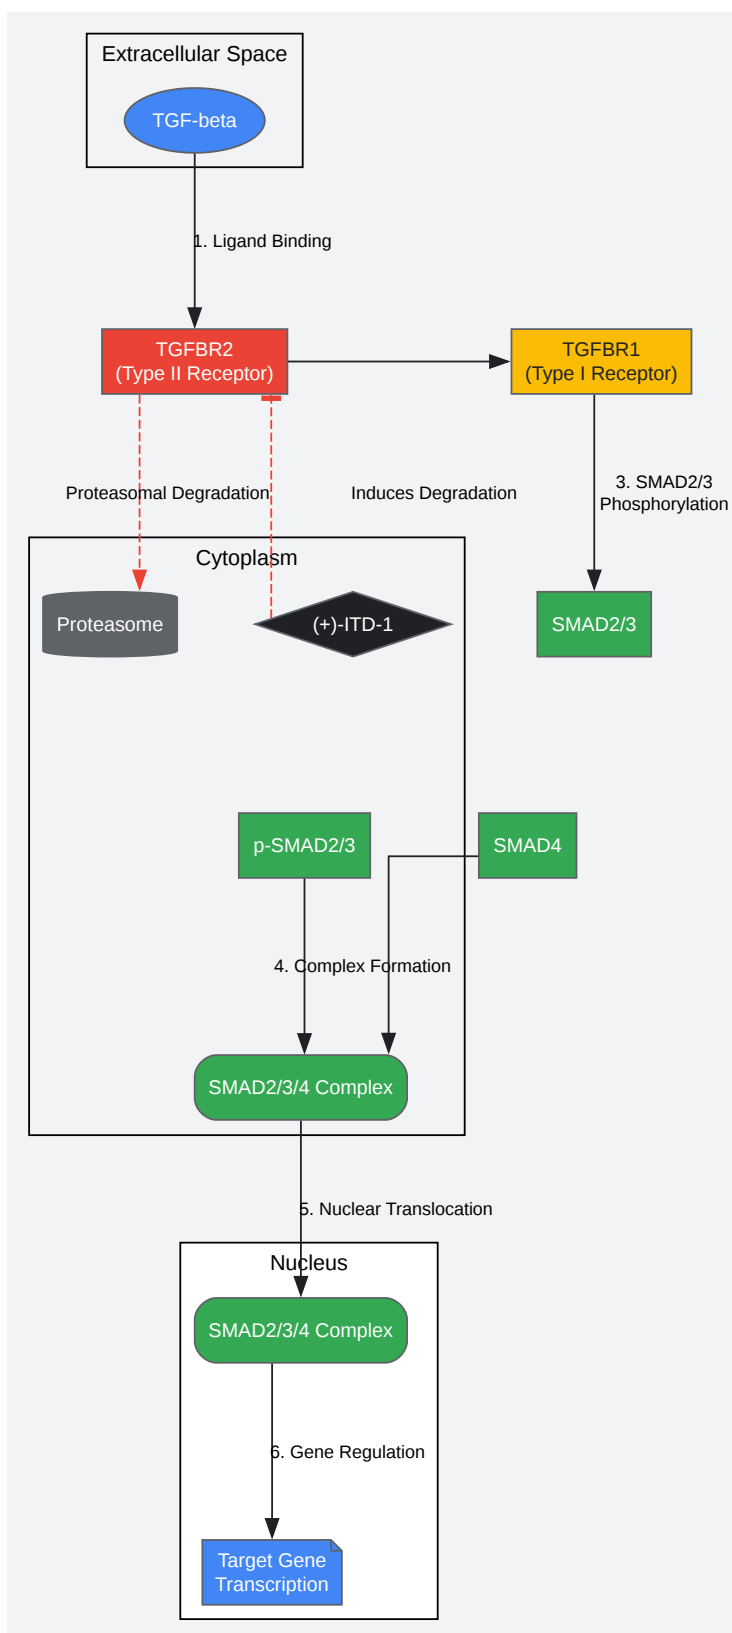 Extracellular Space
TGF-beta
1. Ligand Binding
TGFBR2
(Type II Receptor)
TGFBR1
(Type I Receptor)
Proteasomal Degradation
Induces Degradation
3. SMAD2/3
Phosphorylation
Cytoplasm
Proteasome
(+)-ITD-1
SMAD2/3
p-SMAD2/3
SMAD4
4. Complex Formation
SMAD2/3/4 Complex
5. Nuclear Translocation
Nucleus
SMAD2/3/4 Complex
6. Gene Regulation
Target Gene
Transcription